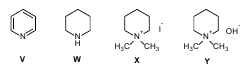 I⁻ OH⁻
N N N⁺ N⁺
H H₃C CH₃ H₃C CH₃
V W X Y